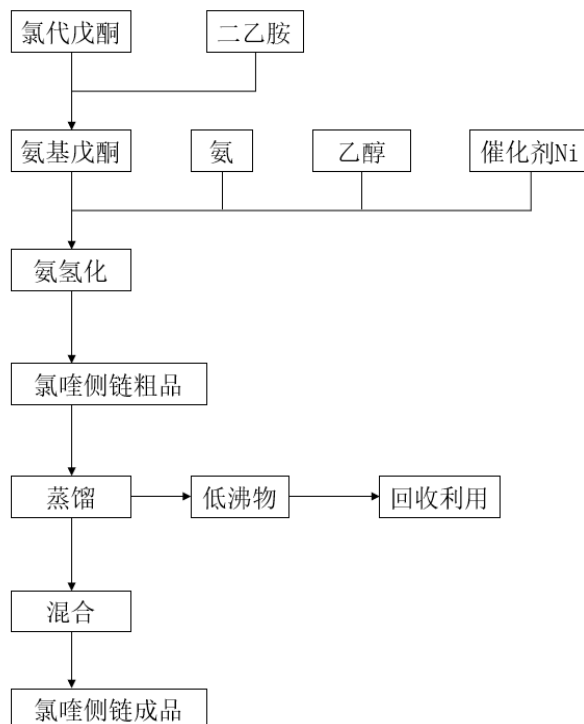 氯代戊酮
二乙胺
氨基戊酮
氨
乙醇
催化剂Ni
氨氢化
氯喹侧链粗品
蒸馏
低沸物
回收利用
混合
氯喹侧链成品